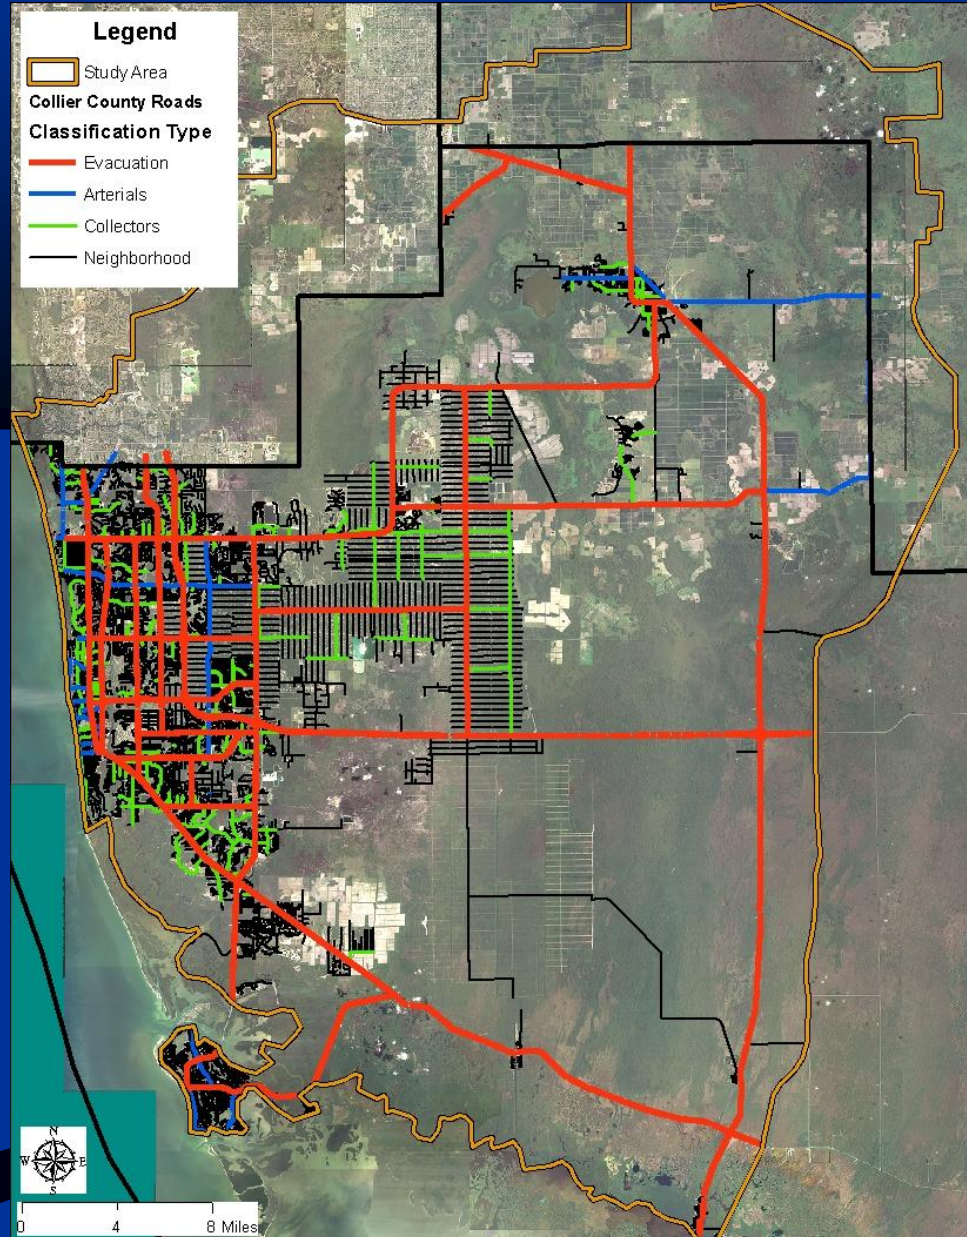 Legend
Study Area
Collier County Roads
Classification Type
Evacuation
Arterials
Collectors
Neighborhood
N
W E
S
0 4 8 Miles